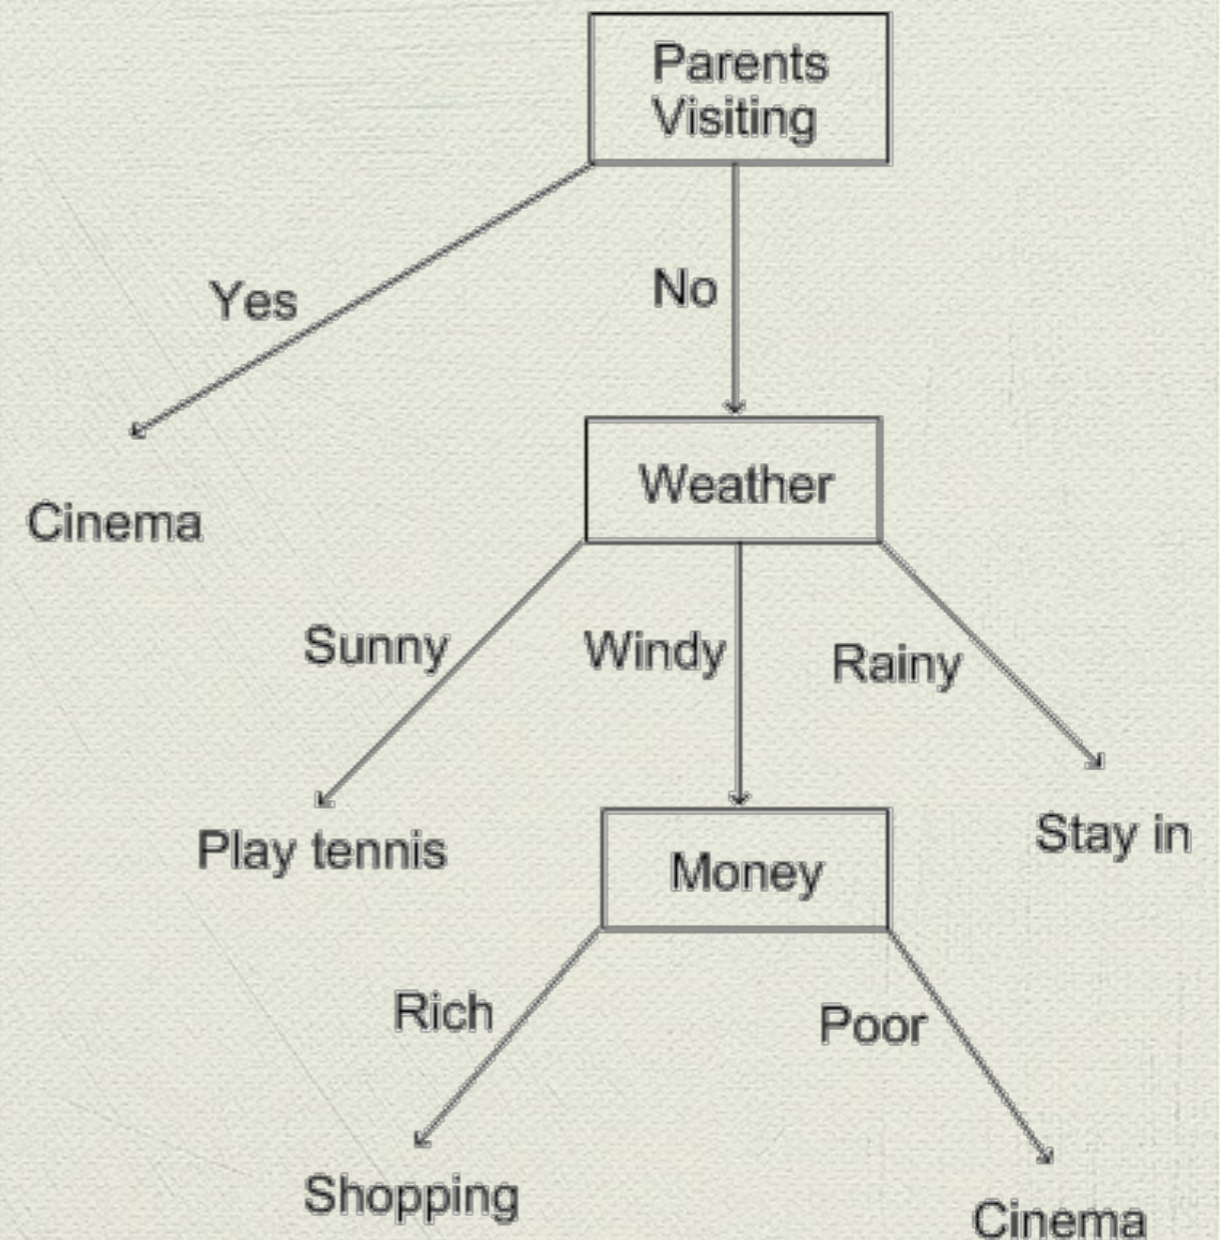 Parents
Visiting
Yes
No
Cinema
Weather
Sunny
Windy
Rainy
Play tennis
Money
Stay in
Rich
Poor
Shopping
Cinema